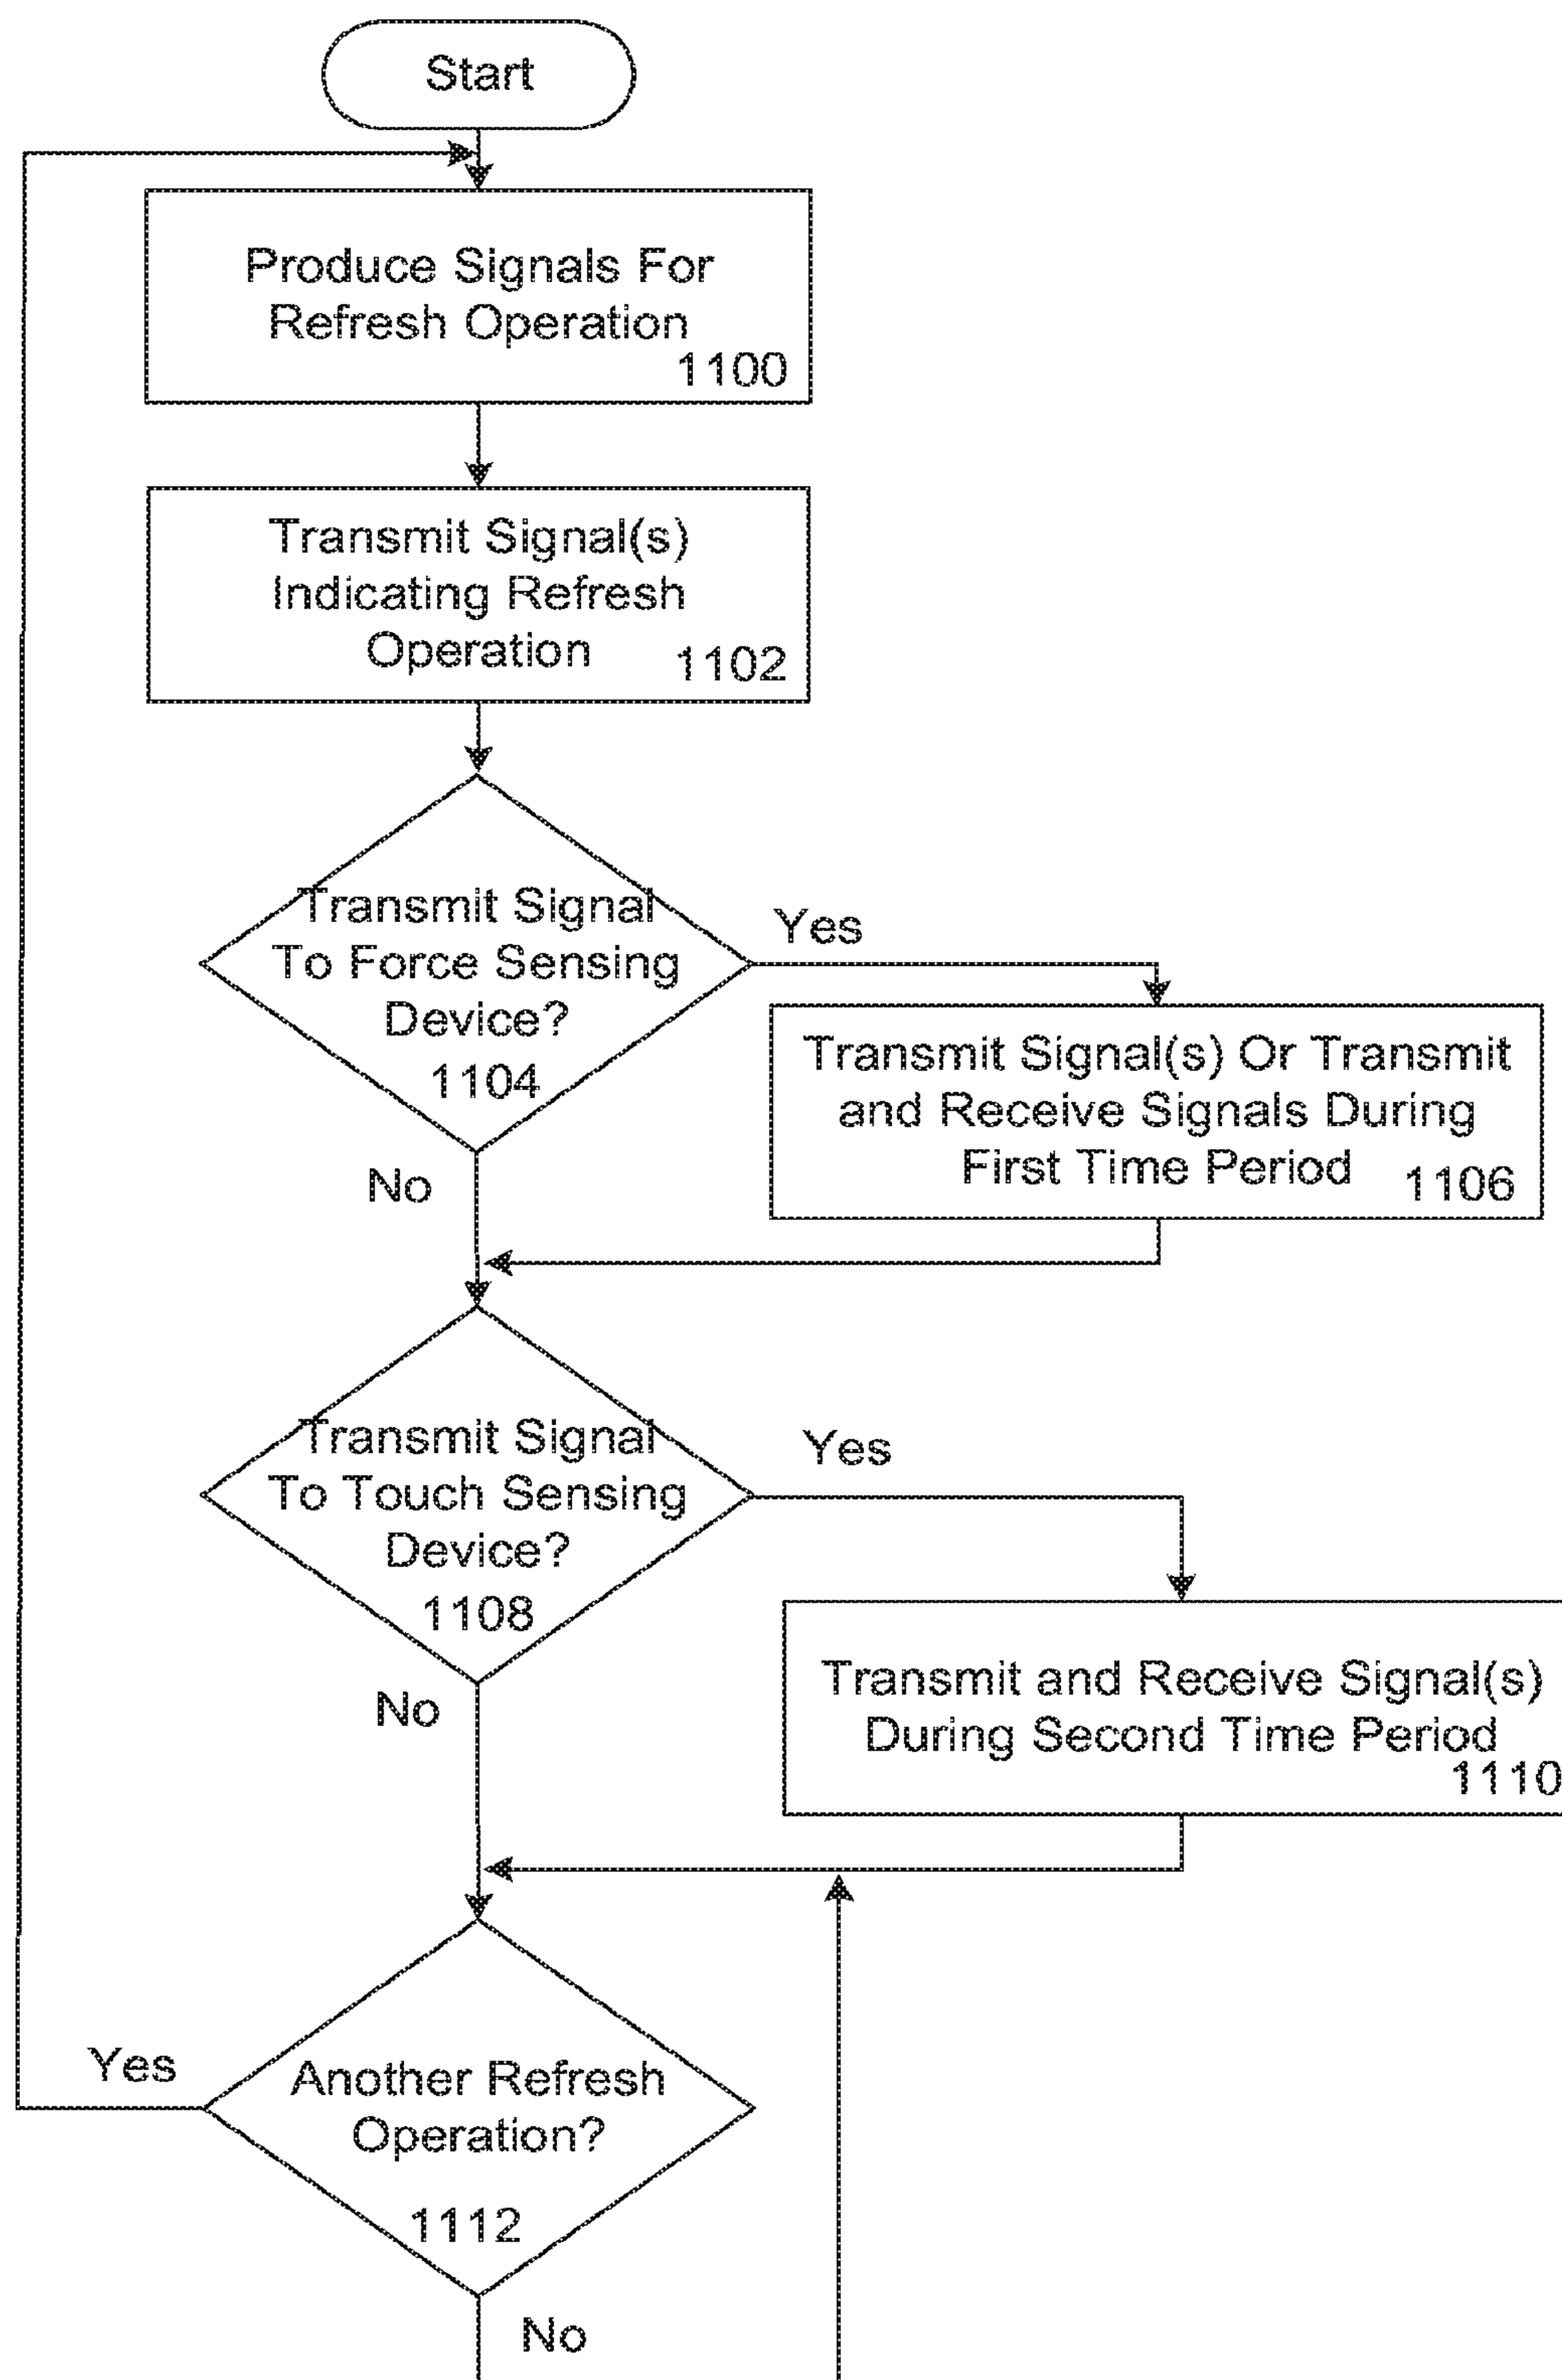 Start
Produce Signals For
Refresh Operation
1100
Transmit Signal(s)
Indicating Refresh
Operation
1102
Transmit Signal
To Force Sensing
Device?
1104
Yes
No
Transmit Signal(s) Or Transmit
and Receive Signals During
First Time Period
1106
Transmit Signal
To Touch Sensing
Device?
1108
Yes
No
Transmit and Receive Signal(s)
During Second Time Period
1110
Another Refresh
Operation?
1112
Yes
No